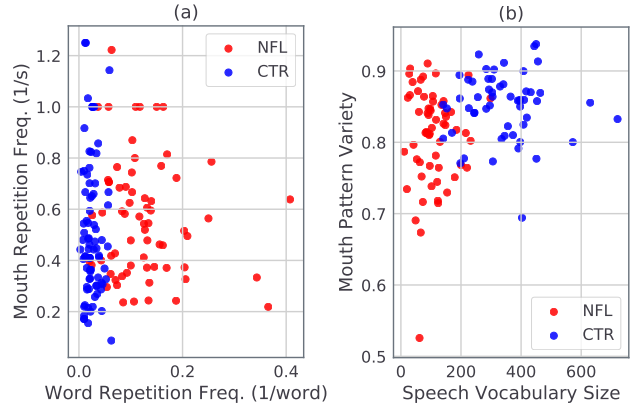 (a)
Mouth Repetition Freq. (1/s)
1.2
1.0
0.8
0.6
0.4
0.2
NFL
CTR
0.0 0.2 0.4
Word Repetition Freq. (1/word)
(b)
Mouth Pattern Variety
0.9
0.8
0.7
0.6
0.5
NFL
CTR
0 200 400 600
Speech Vocabulary Size